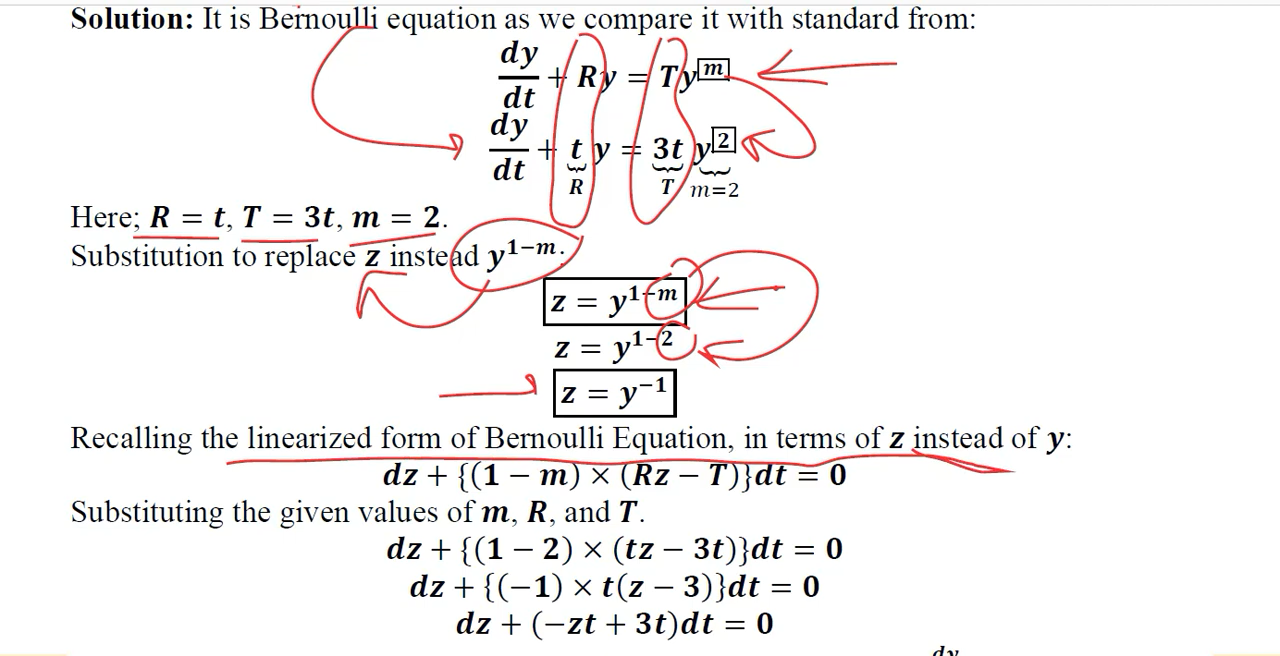 Solution: It is Bernoulli equation as we compare it with standard from:
dy/dt + Ry = Ty^m
dy/dt + t y = 3t y^2
R T m=2
Here; R = t, T = 3t, m = 2.
Substitution to replace z instead y^1−m.
z = y^1−m
z = y^1−2
z = y^−1
Recalling the linearized form of Bernoulli Equation, in terms of z instead of y:
dz + {(1 − m) × (Rz − T)}dt = 0
Substituting the given values of m, R, and T.
dz + {(1 − 2) × (tz − 3t)}dt = 0
dz + {(−1) × t(z − 3)}dt = 0
dz + (−zt + 3t)dt = 0